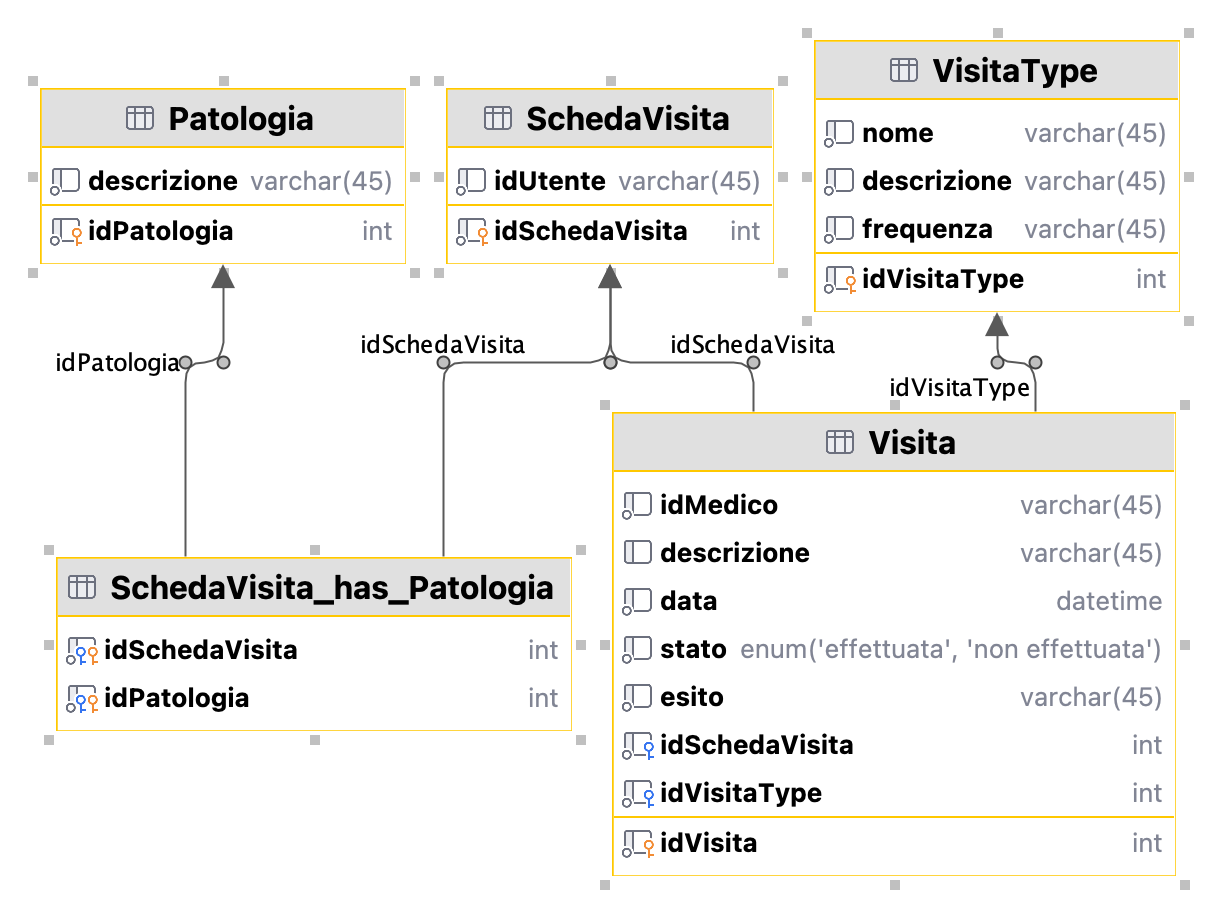 Patologia
descrizione varchar(45)
idPatologia int
SchedaVisita
idUtente varchar(45)
idSchedaVisita int
VisitaType
nome varchar(45)
descrizione varchar(45)
frequenza varchar(45)
idVisitaType int
idPatologia
idSchedaVisita
idSchedaVisita
idVisitaType
SchedaVisita_has_Patologia
idSchedaVisita int
idPatologia int
Visita
idMedico varchar(45)
descrizione varchar(45)
data datetime
stato enum('effettuata', 'non effettuata')
esito varchar(45)
idSchedaVisita int
idVisitaType int
idVisita int